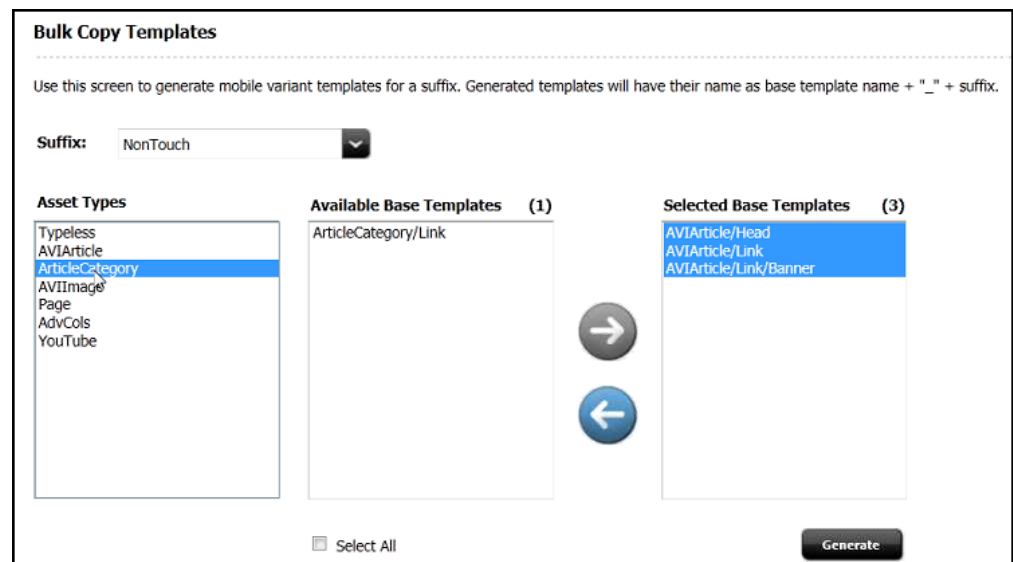 Bulk Copy Templates
Use this screen to generate mobile variant templates for a suffix. Generated templates will have their name as base template name + "_" + suffix.
Suffix: NonTouch
Asset Types
Typeless
AVIArticle
ArticleCategory
AVIImage
Page
AdvCols
YouTube
Available Base Templates (1)
ArticleCategory/Link
Select All
Selected Base Templates (3)
AVIArticle/Head
AVIArticle/Link
AVIArticle/Link/Banner
Generate